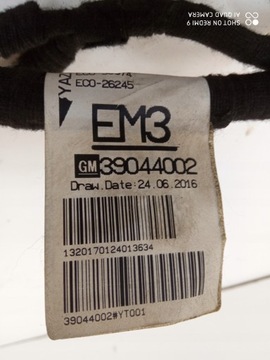 SHOT ON REDMI 9
AI QUAD CAMERA
YAZ
ECO-26245
EM3
GM 39044002
Draw.Date:24.06.2016
1320170124013634
39044002#YT001